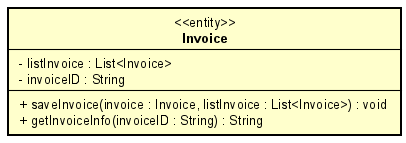 <<entity>>
Invoice
- listInvoice : List<Invoice>
- invoiceID : String
+ saveInvoice(invoice : Invoice, listInvoice : List<Invoice>) : void
+ getInvoiceInfo(invoiceID : String) : String